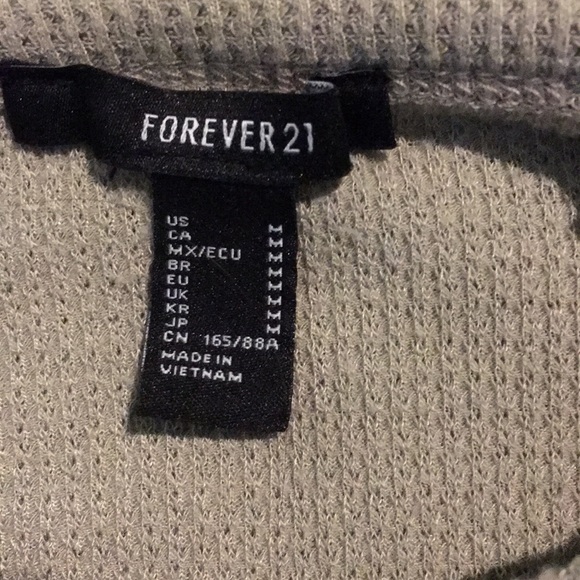 FOREVER 21
US M
CA M
MX/ECU M
BR M
EU M
UK M
KR M
JP M
CN 165/88A
MADE IN
VIETNAM